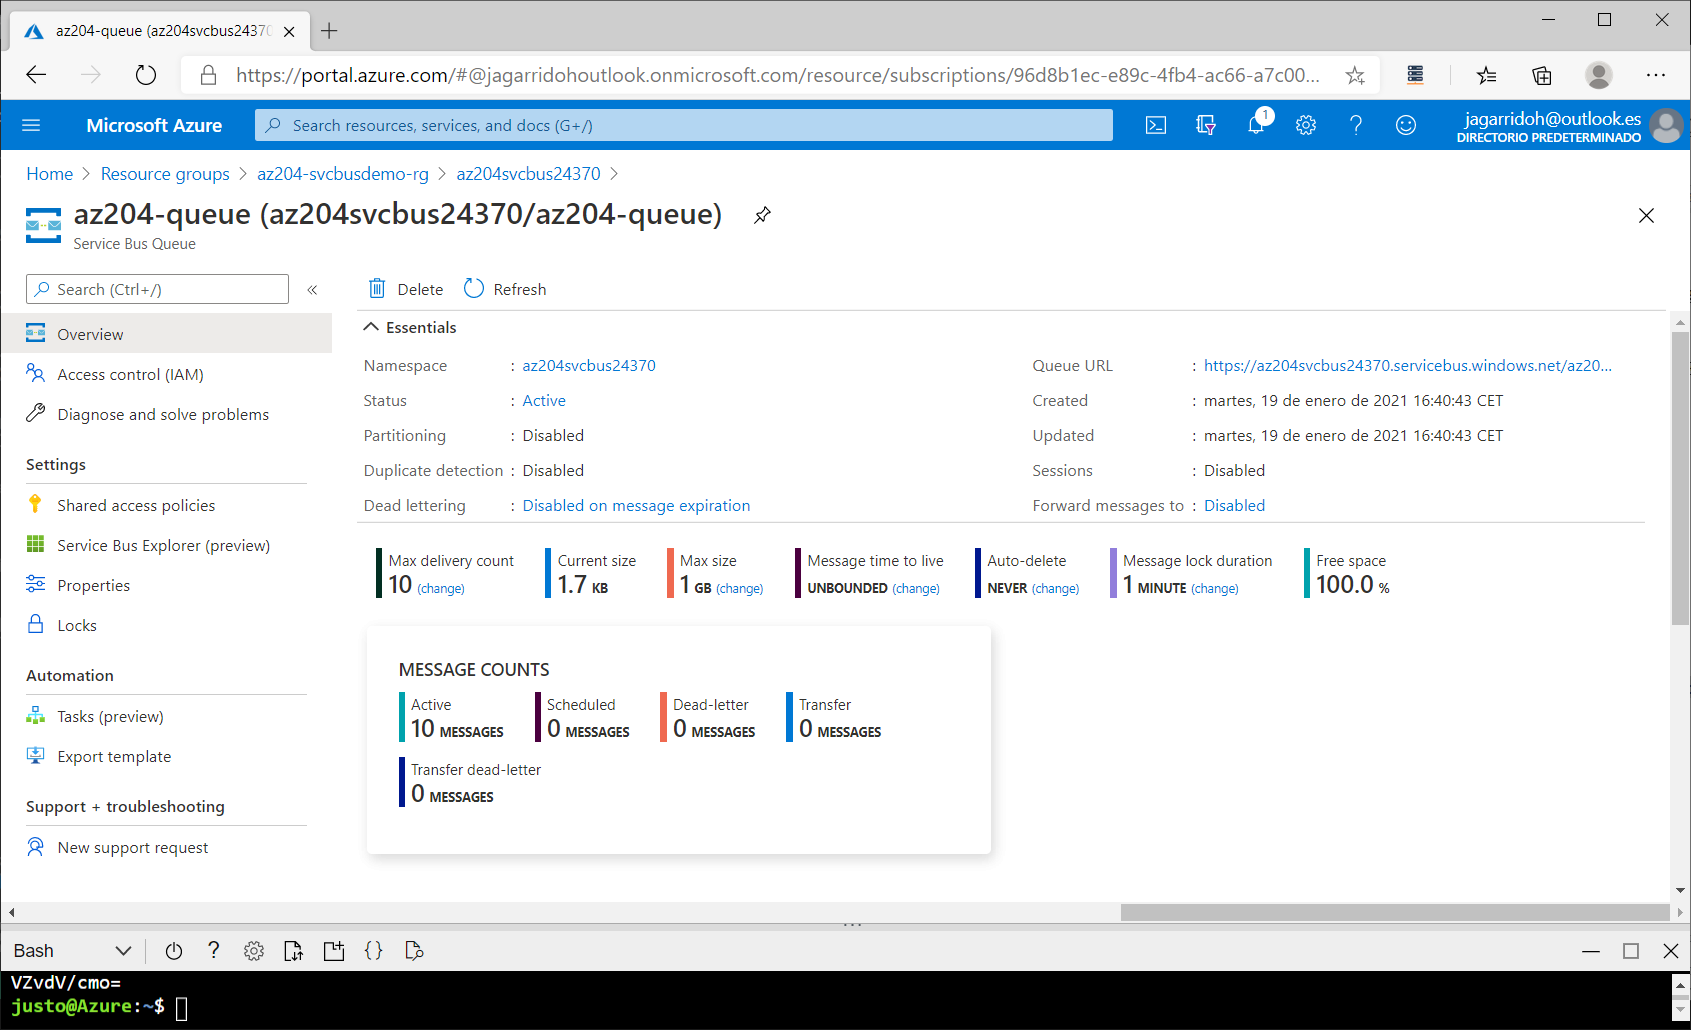 az204-queue (az204svcbus24370
https://portal.azure.com/#@jagarridohoutlook.onmicrosoft.com/resource/subscriptions/96d8b1ec-e89c-4fb4-ac66-a7c00...
Microsoft Azure
Search resources, services, and docs (G+/)
1
jagarridoh@outlook.es
DIRECTORIO PREDETERMINADO
Home > Resource groups > az204-svcbusdemo-rg > az204svcbus24370 >
az204-queue (az204svcbus24370/az204-queue)
Service Bus Queue
Search (Ctrl+/)
«
Overview
Access control (IAM)
Diagnose and solve problems
Settings
Shared access policies
Service Bus Explorer (preview)
Properties
Locks
Automation
Tasks (preview)
Export template
Support + troubleshooting
New support request
Delete
Refresh
Essentials
Namespace : az204svcbus24370
Status : Active
Partitioning : Disabled
Duplicate detection : Disabled
Dead lettering : Disabled on message expiration
Queue URL : https://az204svcbus24370.servicebus.windows.net/az20...
Created : martes, 19 de enero de 2021 16:40:43 CET
Updated : martes, 19 de enero de 2021 16:40:43 CET
Sessions : Disabled
Forward messages to : Disabled
Max delivery count
10 (change)
Current size
1.7 KB
Max size
1 GB (change)
Message time to live
UNBOUNDED (change)
Auto-delete
NEVER (change)
Message lock duration
1 MINUTE (change)
Free space
100.0 %
MESSAGE COUNTS
Active
10 MESSAGES
Scheduled
0 MESSAGES
Dead-letter
0 MESSAGES
Transfer
0 MESSAGES
Transfer dead-letter
0 MESSAGES
Bash
VZvdV/cmo=
justo@Azure:~$